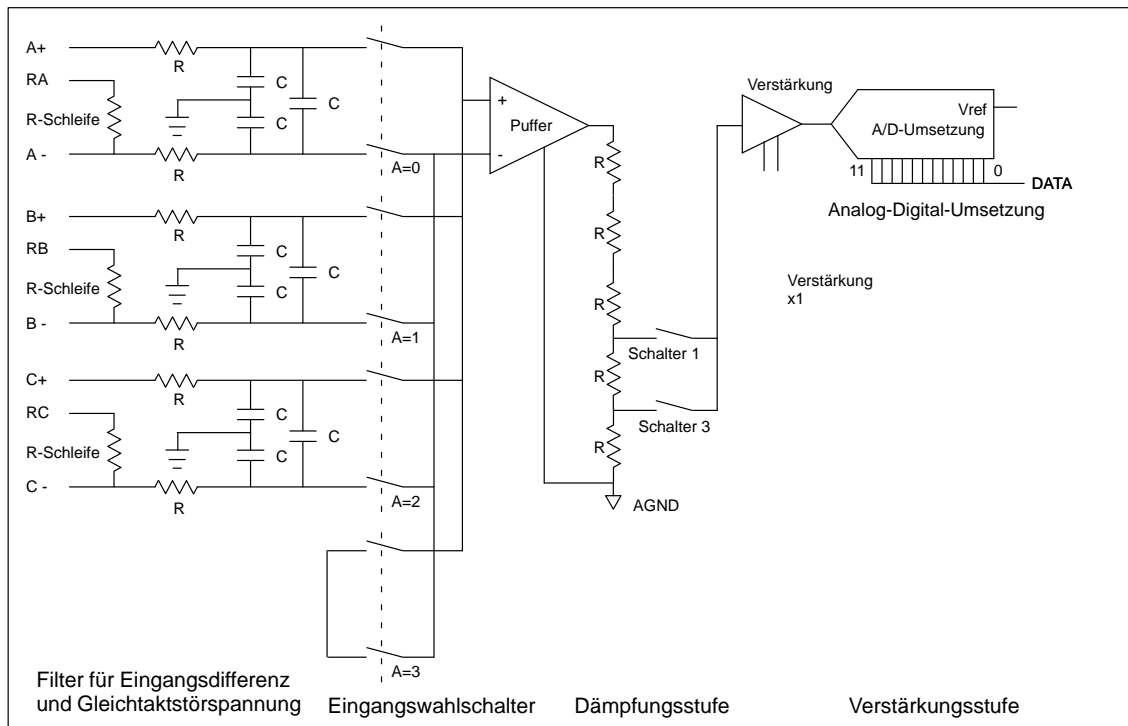 A+
R
C
RA
C
R-Schleife
C
A -
R
A=0
B+
R
C
RB
C
R-Schleife
C
B -
R
A=1
C+
R
C
RC
C
R-Schleife
C
C -
R
A=2
A=3
+
Puffer
-
R
R
R
Schalter 1
R
Schalter 3
R
AGND
Verstärkung
Vref
A/D-Umsetzung
11
0
DATA
Analog-Digital-Umsetzung
Verstärkung
x1
Filter für Eingangsdifferenz
und Gleichtaktstörspannung
Eingangswahlschalter
Dämpfungsstufe
Verstärkungsstufe